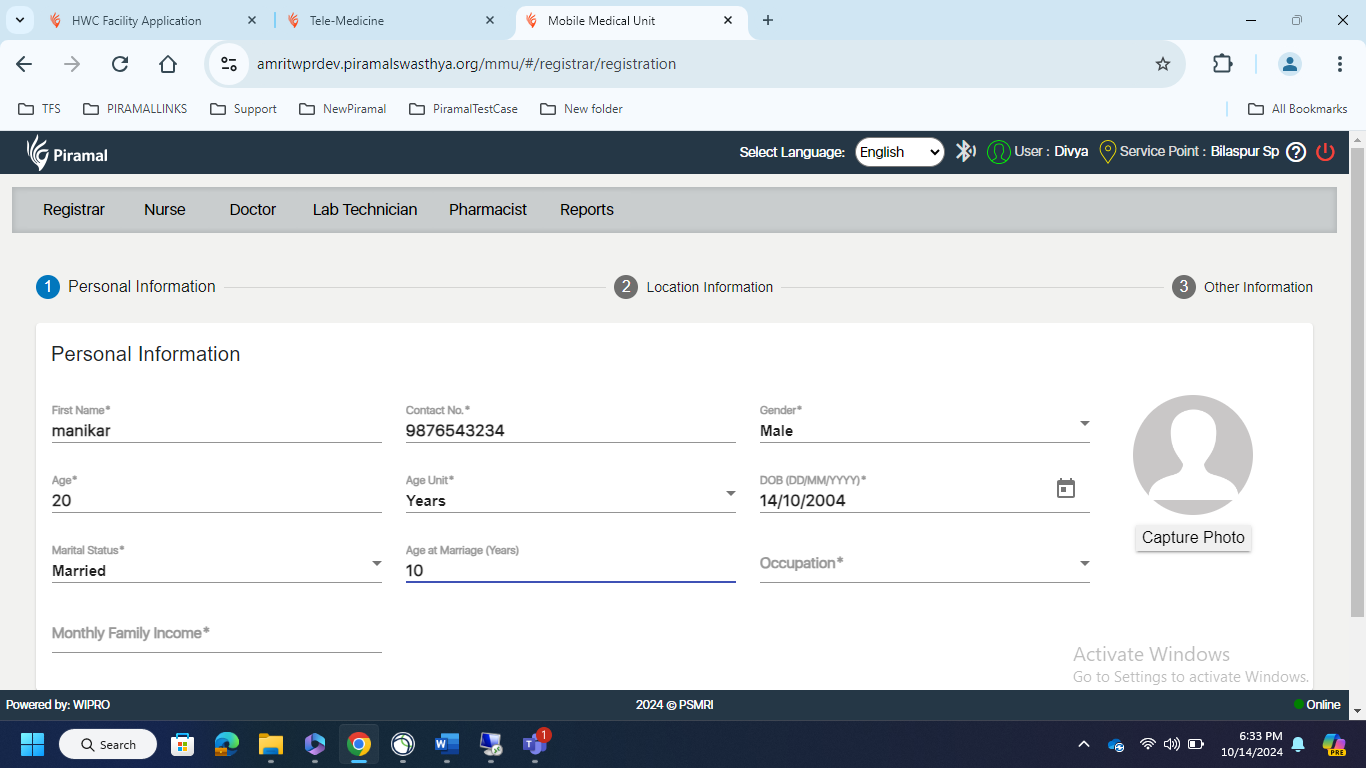 HWC Facility Application
Tele-Medicine
Mobile Medical Unit
amritwprdev.piramalswasthya.org/mmu/#/registrar/registration
TFS
PIRAMALLINKS
Support
NewPiramal
PiramalTestCase
New folder
All Bookmarks
Piramal
Select Language:
English
User : Divya
Service Point : Bilaspur Sp
Registrar
Nurse
Doctor
Lab Technician
Pharmacist
Reports
1 Personal Information
2 Location Information
3 Other Information
Personal Information
First Name*
manikar
Contact No.*
9876543234
Gender*
Male
Age*
20
Age Unit*
Years
DOB (DD/MM/YYYY)*
14/10/2004
Capture Photo
Marital Status*
Married
Age at Marriage (Years)
10
Occupation*
Monthly Family Income*
Activate Windows
Go to Settings to activate Windows.
Powered by: WIPRO
2024 © PSMRI
Online
Search
1
6:33 PM
10/14/2024
PRE